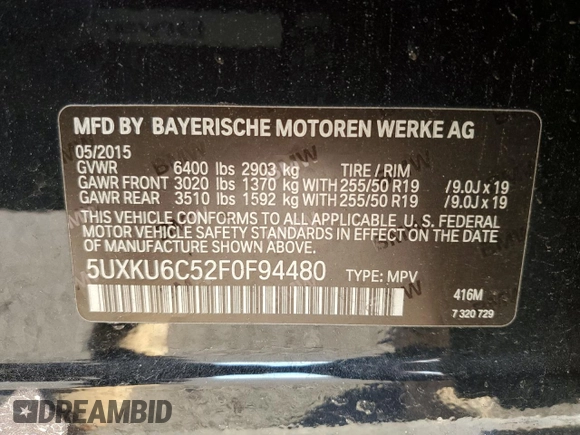 MFD BY BAYERISCHE MOTOREN WERKE AG
05/2015
GVWR 6400 lbs 2903 kg TIRE / RIM
GAWR FRONT 3020 lbs 1370 kg WITH 255/50 R19 / 9.0J x 19
GAWR REAR 3510 lbs 1592 kg WITH 255/50 R19 / 9.0J x 19
THIS VEHICLE CONFORMS TO ALL APPLICABLE U. S. FEDERAL
MOTOR VEHICLE SAFETY STANDARDS IN EFFECT ON THE DATE OF
MANUFACTURE SHOWN ABOVE.
5UXKU6C52F0F94480 TYPE: MPV
416M
7 320 729
DREAMBID